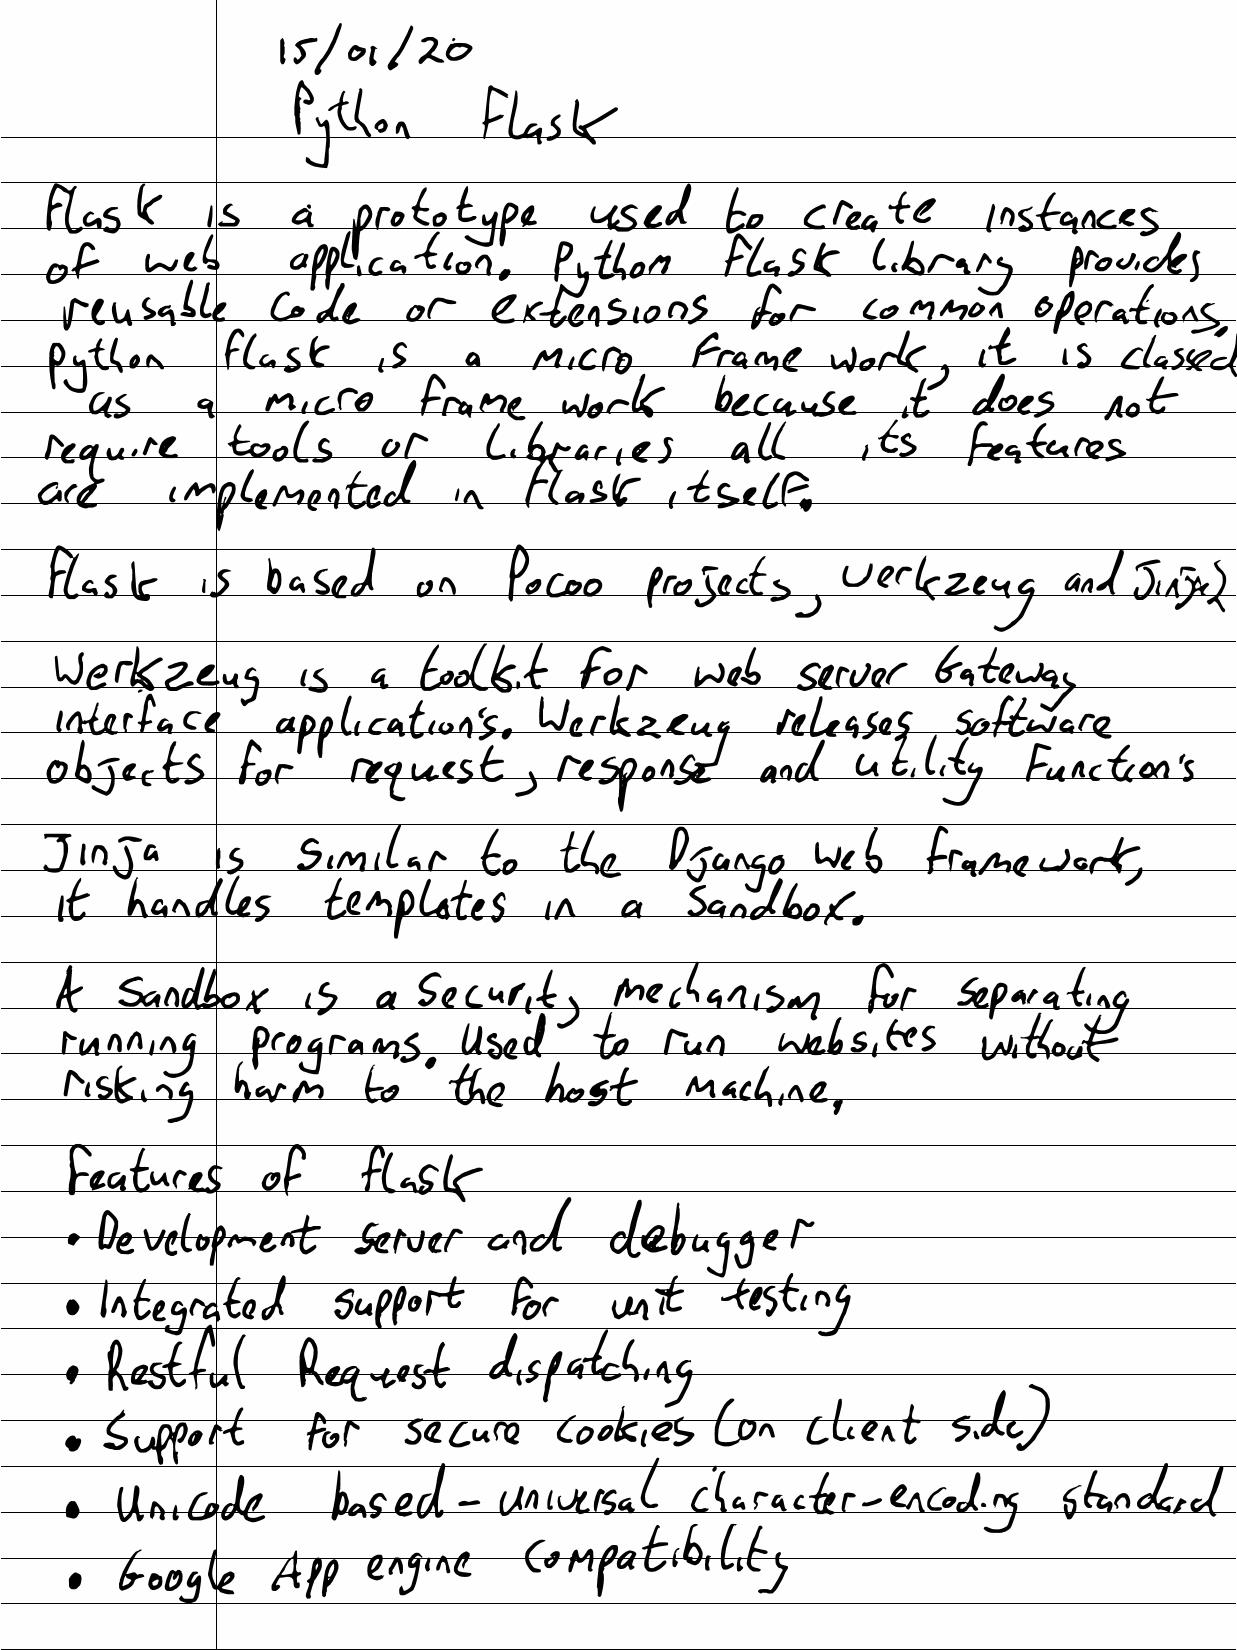 15/01/20
Python Flask
Flask is a prototype used to create instances
of web application. Python Flask library provides
reusable code or extensions for common operations.
Python flask is a micro frame work, it is classed
as a micro frame work because it does not
require tools or libraries all its features
are implemented in flask itself.
Flask is based on Pocoo projects, werkzeug and Jinja2
Werkzeug is a toolkit for web server Gateway
interface application's. Werkzeug releases software
objects for request, response and utility Function's
Jinja is similar to the Django web framework,
it handles templates in a Sandbox.
A Sandbox is a security mechanism for separating
running programs. Used to run websites without
risking harm to the host machine.
Features of flask
• Development server and debugger
• Integrated support for unit testing
• Restful Request dispatching
• Support for secure cookies (on client side)
• Unicode based - universal character-encoding standard
• Google App engine compatibility